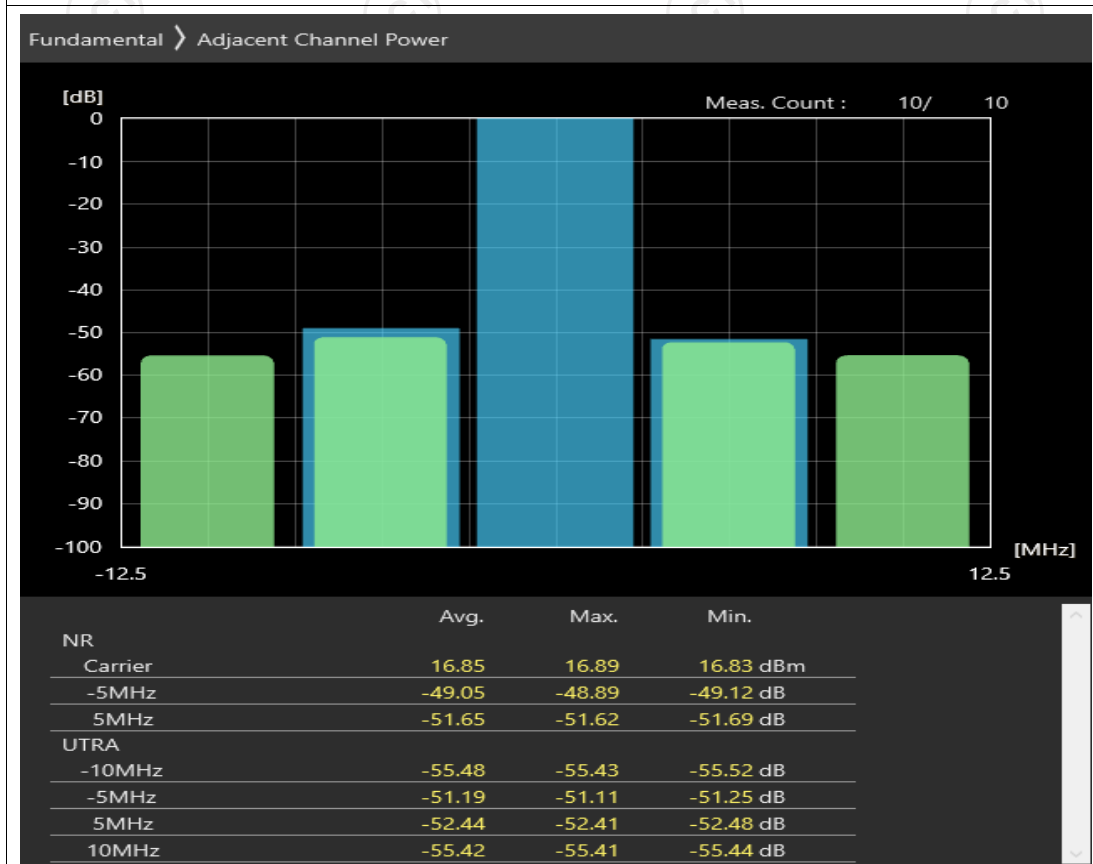 Fundamental ❯ Adjacent Channel Power
[dB]
Meas. Count : 10/ 10
0
-10
-20
-30
-40
-50
-60
-70
-80
-90
-100
[MHz]
-12.5 12.5
Avg. Max. Min.
NR
Carrier 16.85 16.89 16.83 dBm
-5MHz -49.05 -48.89 -49.12 dB
5MHz -51.65 -51.62 -51.69 dB
UTRA
-10MHz -55.48 -55.43 -55.52 dB
-5MHz -51.19 -51.11 -51.25 dB
5MHz -52.44 -52.41 -52.48 dB
10MHz -55.42 -55.41 -55.44 dB